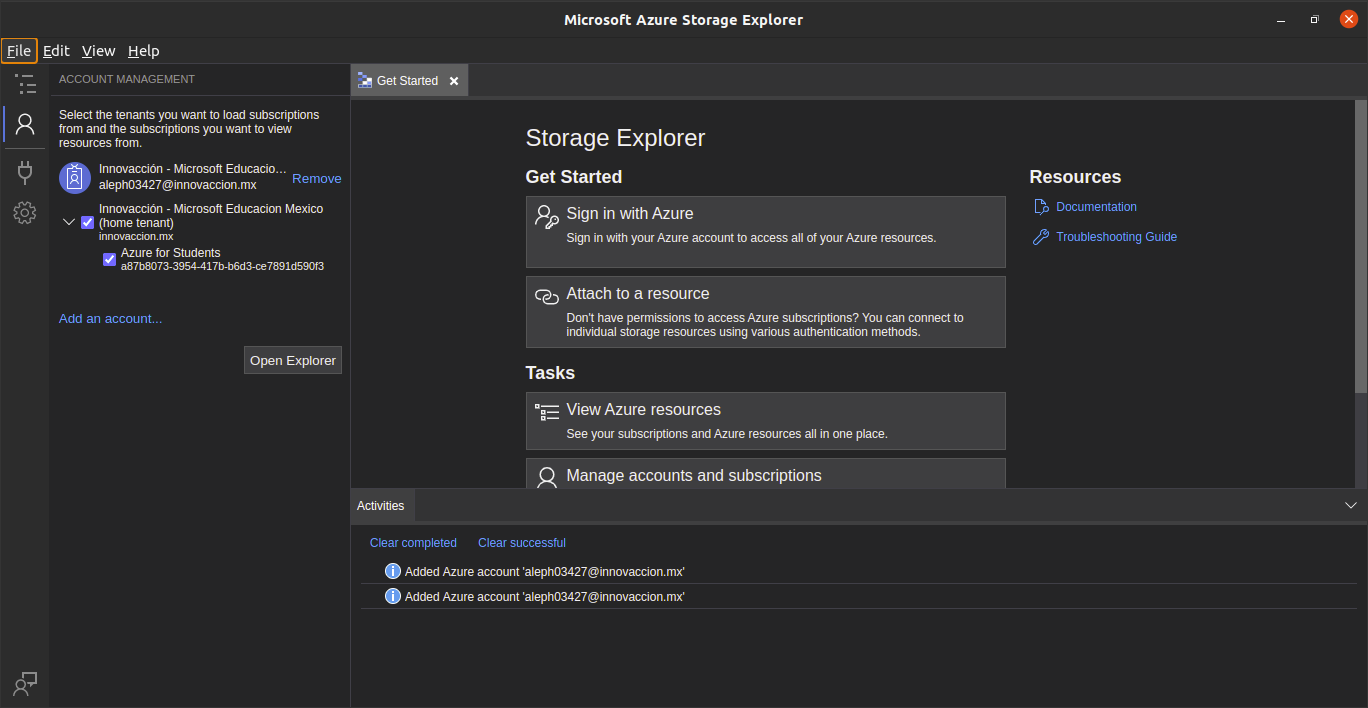 Microsoft Azure Storage Explorer
File Edit View Help
ACCOUNT MANAGEMENT
Select the tenants you want to load subscriptions
from and the subscriptions you want to view
resources from.
Innovacción - Microsoft Educacio...
aleph03427@innovaccion.mx
Remove
Innovacción - Microsoft Educacion Mexico
(home tenant)
innovaccion.mx
Azure for Students
a87b8073-3954-417b-b6d3-ce7891d590f3
Add an account...
Open Explorer
Get Started
Storage Explorer
Get Started
Sign in with Azure
Sign in with your Azure account to access all of your Azure resources.
Attach to a resource
Don't have permissions to access Azure subscriptions? You can connect to
individual storage resources using various authentication methods.
Tasks
View Azure resources
See your subscriptions and Azure resources all in one place.
Manage accounts and subscriptions
Resources
Documentation
Troubleshooting Guide
Activities
Clear completed Clear successful
Added Azure account 'aleph03427@innovaccion.mx'
Added Azure account 'aleph03427@innovaccion.mx'